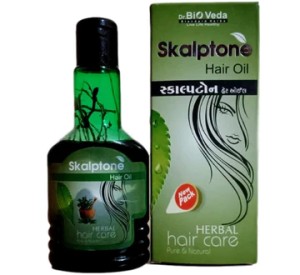 Skalptone
Hair Oil
HERBAL
hair care
Dr. BiO Veda
Skalptone
Hair Oil
સ્કાલ્પટોન હેર ઓઈલ
New
Pack
HERBAL
hair care
Pure & Natural